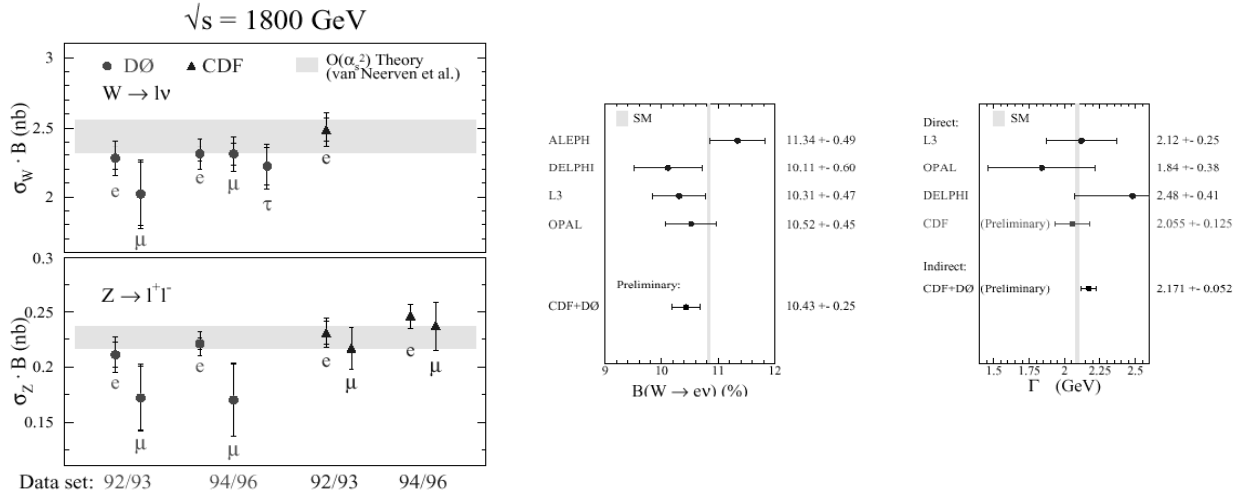 √s = 1800 GeV
3
2.5
2
σW · B (nb)
DØ
CDF
O(αs²) Theory
(van Neerven et al.)
W → lν
e
μ
e
μ
τ
e
0.3
0.25
0.2
0.15
0.1
σZ · B (nb)
Z → l⁺l⁻
e
μ
e
μ
e
μ
e
μ
Data set: 92/93 94/96 92/93 94/96
SM
ALEPH 11.34 +- 0.49
DELPHI 10.11 +- 0.60
L3 10.31 +- 0.47
OPAL 10.52 +- 0.45
Preliminary:
CDF+DØ 10.43 +- 0.25
9 10 11 12
B(W → eν) (%)
SM
Direct:
L3 2.12 +- 0.25
OPAL 1.84 +- 0.38
DELPHI 2.48 +- 0.41
CDF (Preliminary) 2.055 +- 0.125
Indirect:
CDF+DØ (Preliminary) 2.171 +- 0.052
1.5 1.75 2 2.25 2.5
Γ (GeV)